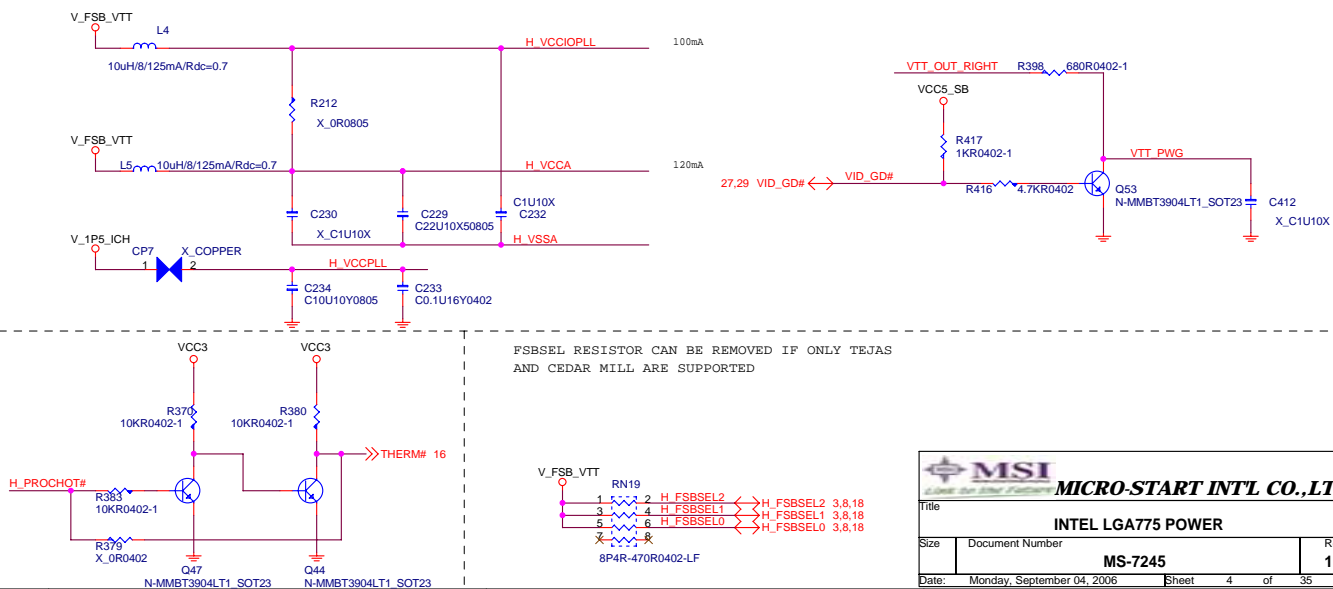 V_FSB_VTT
L4
10uH/8/125mA/Rdc=0.7
H_VCCIOPLL
100mA
R212
X_0R0805
V_FSB_VTT
L5
10uH/8/125mA/Rdc=0.7
H_VCCA
120mA
C230
X_C1U10X
C229
C22U10X50805
C1U10X
C232
H_VSSA
V_1P5_ICH
CP7
X_COPPER
1
2
H_VCCPLL
C234
C10U10Y0805
C233
C0.1U16Y0402
VTT_OUT_RIGHT
R398
680R0402-1
VCC5_SB
R417
1KR0402-1
VTT_PWG
27,29 VID_GD#
VID_GD#
R416
4.7KR0402
Q53
N-MMBT3904LT1_SOT23
C412
X_C1U10X
VCC3
VCC3
R370
10KR0402-1
R380
10KR0402-1
THERM# 16
H_PROCHOT#
R383
10KR0402-1
R379
X_0R0402
Q47
N-MMBT3904LT1_SOT23
Q44
N-MMBT3904LT1_SOT23
FSBSEL RESISTOR CAN BE REMOVED IF ONLY TEJAS
AND CEDAR MILL ARE SUPPORTED
V_FSB_VTT
RN19
1 2 H_FSBSEL2 H_FSBSEL2 3,8,18
3 4 H_FSBSEL1 H_FSBSEL1 3,8,18
5 6 H_FSBSEL0 H_FSBSEL0 3,8,18
7 8
8P4R-470R0402-LF
MSI
Link to the Future
MICRO-START INT'L CO.,LT
Title
INTEL LGA775 POWER
Size
Document Number
R
MS-7245
1
Date: Monday, September 04, 2006 Sheet 4 of 35